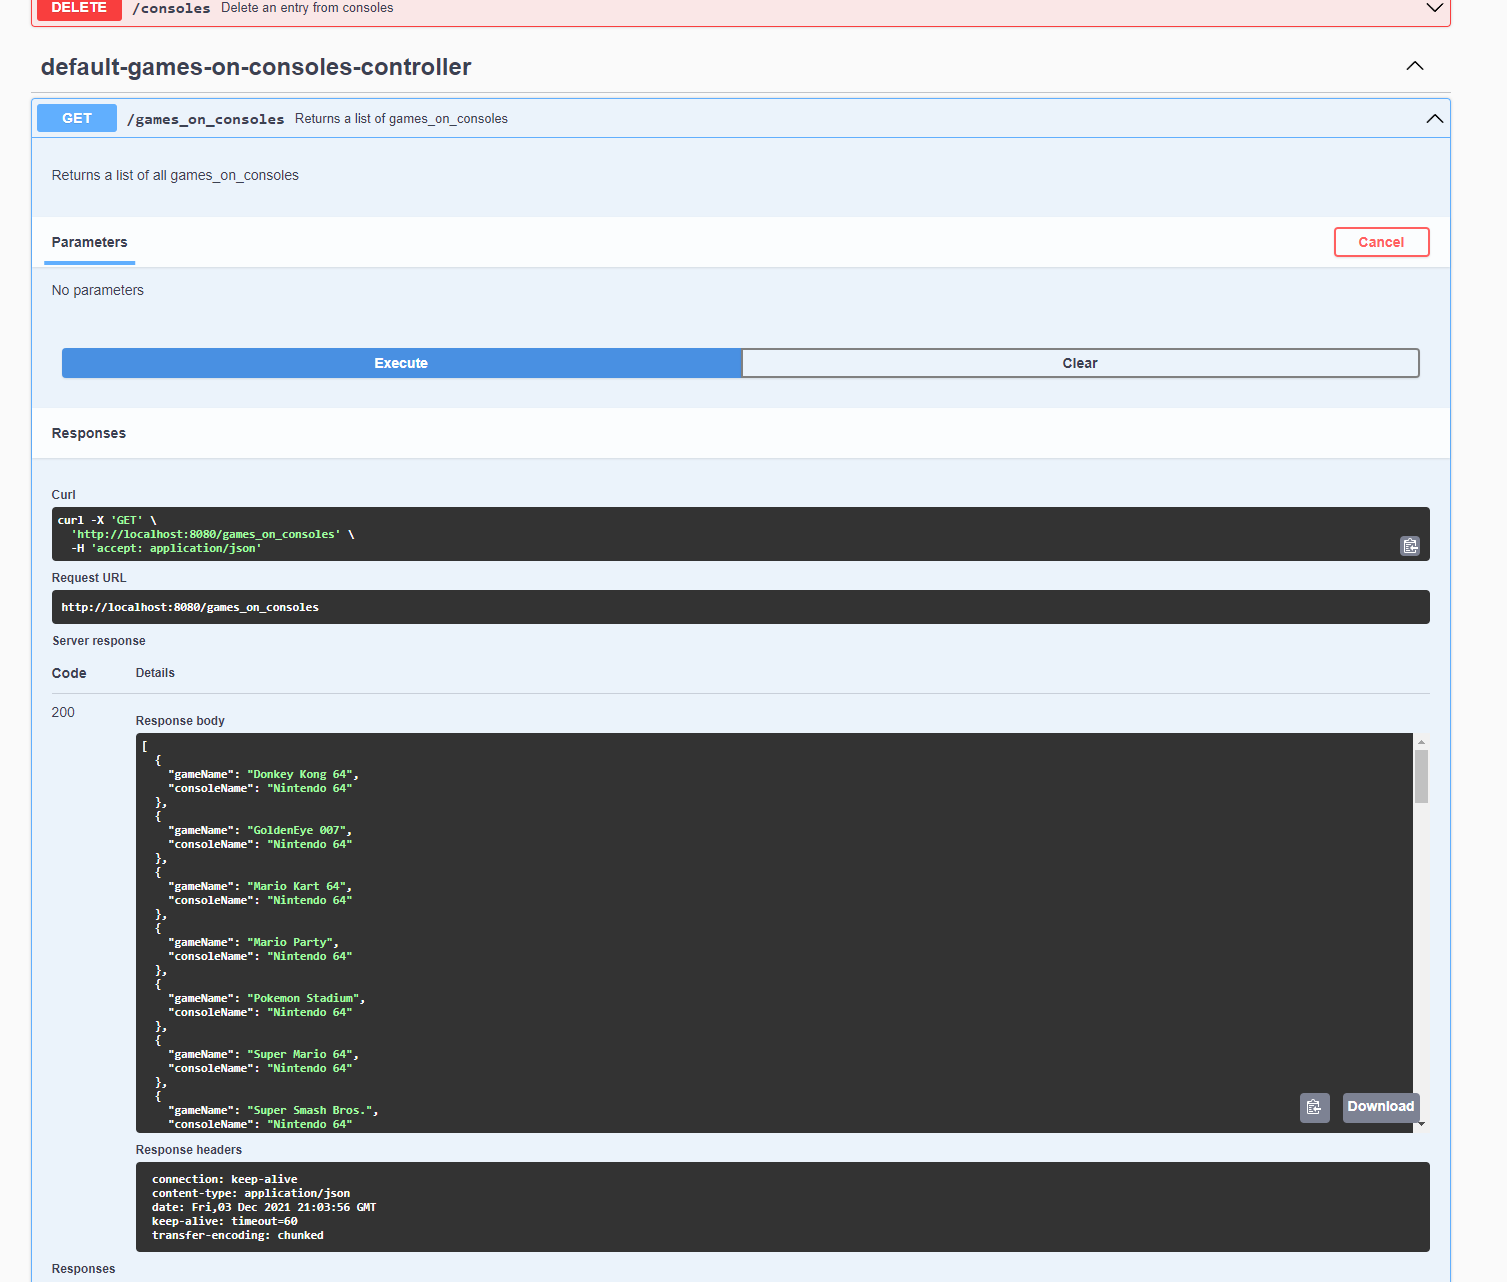 DELETE /consoles Delete an entry from consoles
default-games-on-consoles-controller
GET /games_on_consoles Returns a list of games_on_consoles
Returns a list of all games_on_consoles
Parameters Cancel
No parameters
Execute Clear
Responses
Curl
curl -X 'GET' \
'http://localhost:8080/games_on_consoles' \
-H 'accept: application/json'
Request URL
http://localhost:8080/games_on_consoles
Server response
Code Details
200
Response body
[
{
"gameName": "Donkey Kong 64",
"consoleName": "Nintendo 64"
},
{
"gameName": "GoldenEye 007",
"consoleName": "Nintendo 64"
},
{
"gameName": "Mario Kart 64",
"consoleName": "Nintendo 64"
},
{
"gameName": "Mario Party",
"consoleName": "Nintendo 64"
},
{
"gameName": "Pokemon Stadium",
"consoleName": "Nintendo 64"
},
{
"gameName": "Super Mario 64",
"consoleName": "Nintendo 64"
},
{
"gameName": "Super Smash Bros.",
"consoleName": "Nintendo 64"
Download
Response headers
connection: keep-alive
content-type: application/json
date: Fri,03 Dec 2021 21:03:56 GMT
keep-alive: timeout=60
transfer-encoding: chunked
Responses